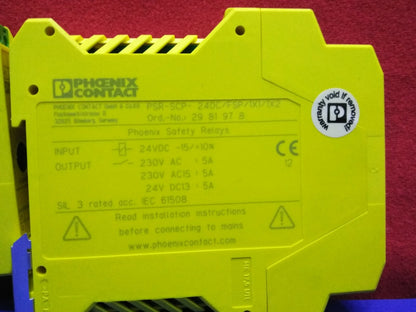 PHŒNIX
CONTACT
PHOENIX CONTACT GmbH & Co.KG
Flachsmarktstrasse 8
32825 Blomberg, Germany
PSR-SCP- 24DC/FSP/1X1/1X2
Ord.-No.: 29 81 97 8
Phoenix Safety Relays
INPUT 24VDC -15/+10%
OUTPUT 230V AC : 5A
230V AC15 : 5A
24V DC13 : 5A
SIL 3 rated acc. IEC 61508
CE
12
Read installation instructions
before connecting to mains
www.phoenixcontact.com
warranty void if removed!